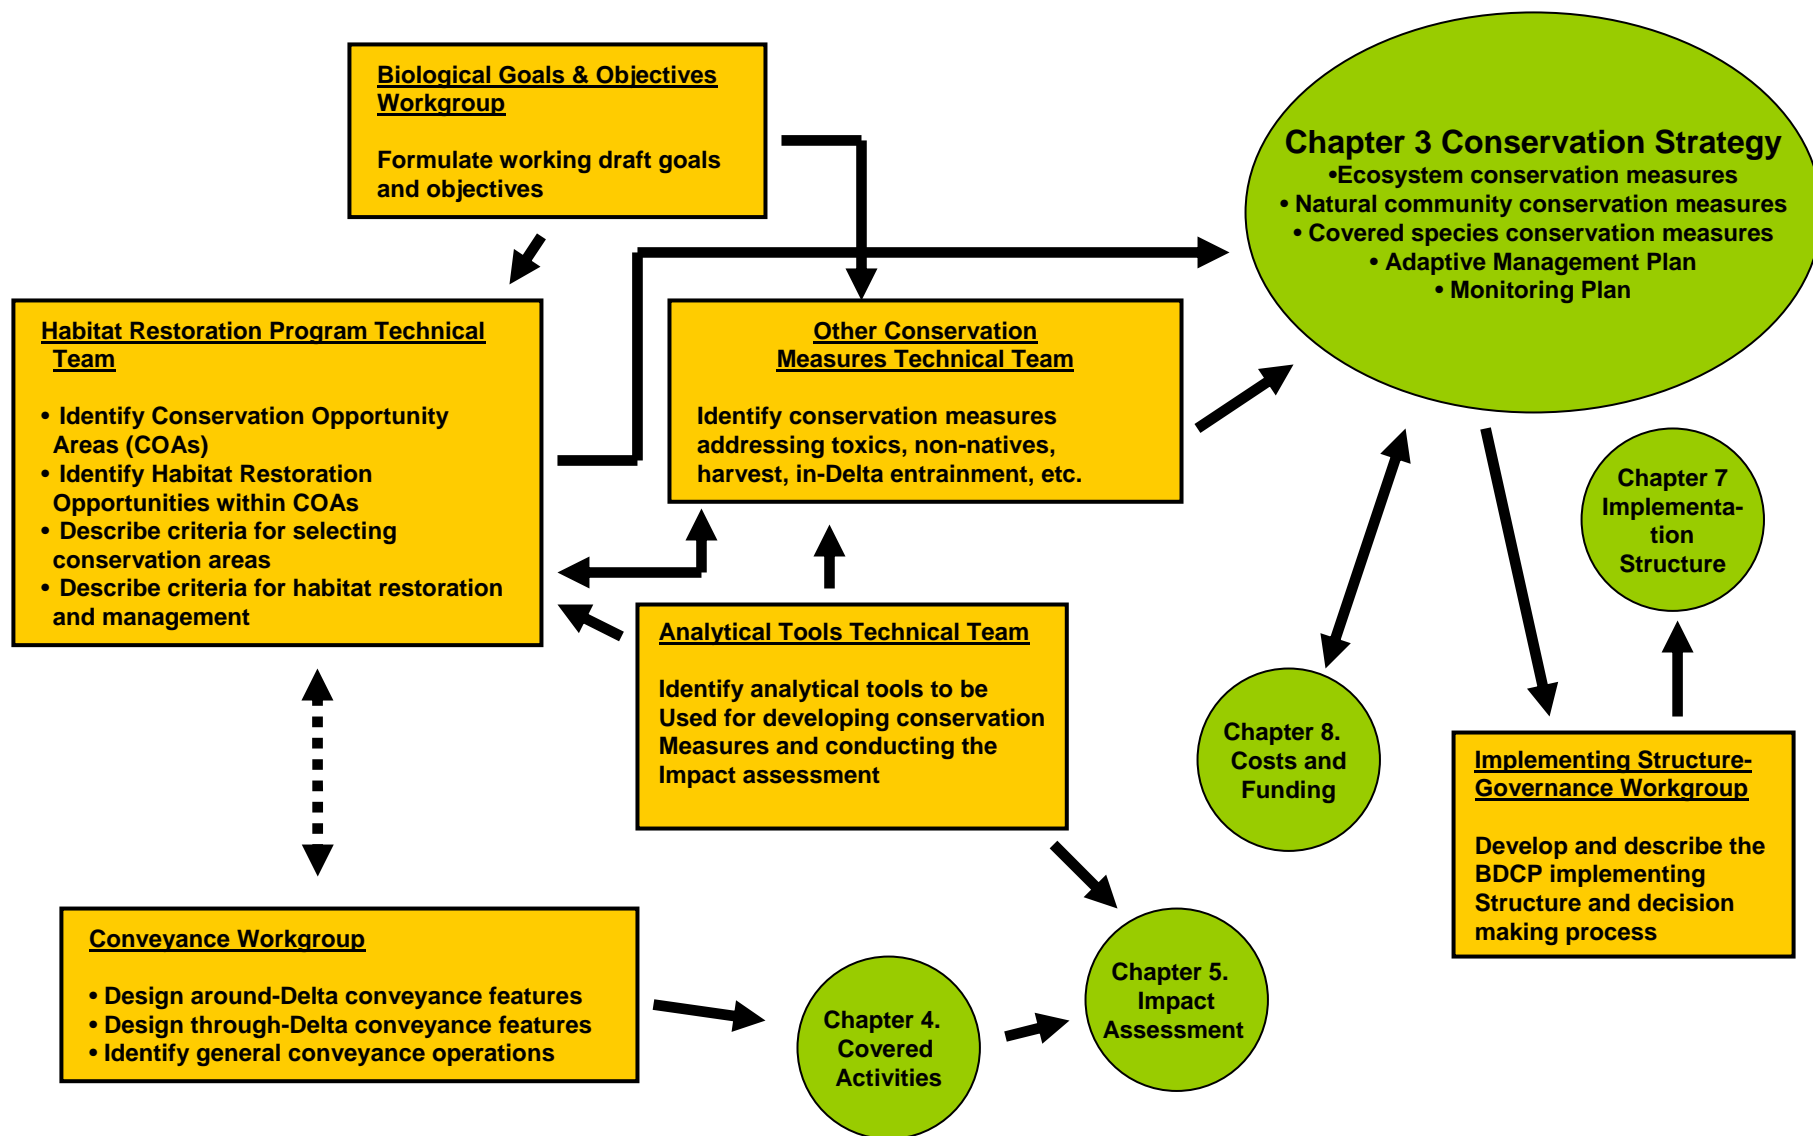 Biological Goals & Objectives
Workgroup
Formulate working draft goals
and objectives
Chapter 3 Conservation Strategy
•Ecosystem conservation measures
• Natural community conservation measures
• Covered species conservation measures
• Adaptive Management Plan
• Monitoring Plan
Habitat Restoration Program Technical
Team
• Identify Conservation Opportunity
Areas (COAs)
• Identify Habitat Restoration
Opportunities within COAs
• Describe criteria for selecting
conservation areas
• Describe criteria for habitat restoration
and management
Other Conservation
Measures Technical Team
Identify conservation measures
addressing toxics, non-natives,
harvest, in-Delta entrainment, etc.
Chapter 7
Implementa-
tion
Structure
Analytical Tools Technical Team
Identify analytical tools to be
Used for developing conservation
Measures and conducting the
Impact assessment
Chapter 8.
Costs and
Funding
Implementing Structure-
Governance Workgroup
Develop and describe the
BDCP implementing
Structure and decision
making process
Conveyance Workgroup
• Design around-Delta conveyance features
• Design through-Delta conveyance features
• Identify general conveyance operations
Chapter 4.
Covered
Activities
Chapter 5.
Impact
Assessment